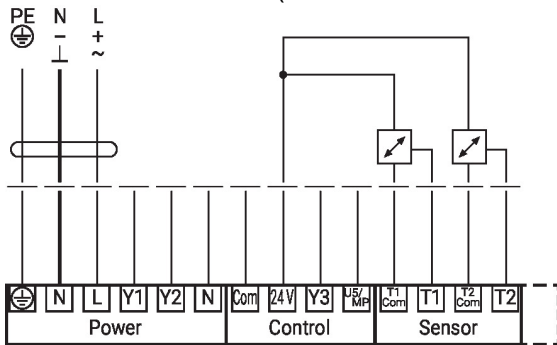 PE N L
– +
⊥ ~
N L Y1 Y2 N Com 24V Y3 U5/MP T1 Com T1 T2 Com T2
Power Control Sensor